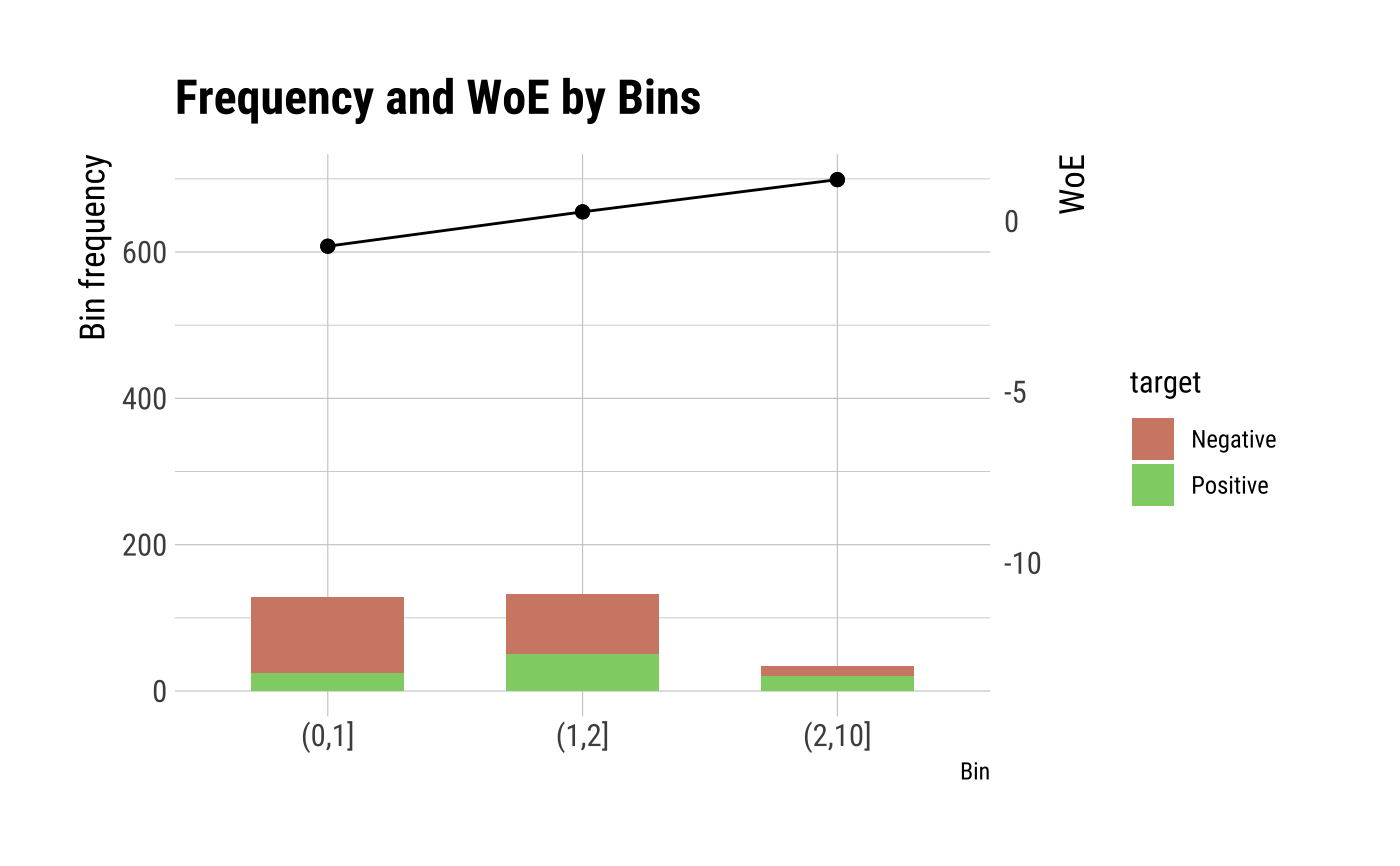 Frequency and WoE by Bins
Bin frequency
WoE
600
400
200
0
0
-5
-10
(0,1]
(1,2]
(2,10]
Bin
target
Negative
Positive